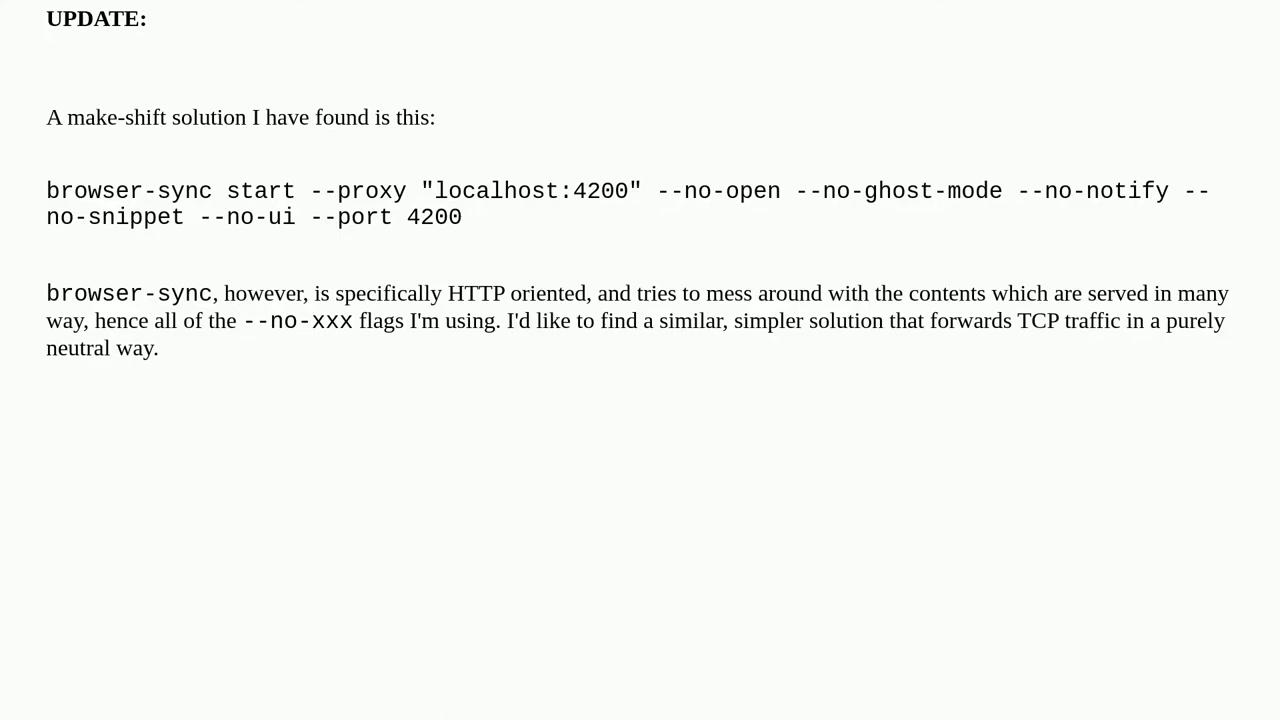 UPDATE:
A make-shift solution I have found is this:
browser-sync start --proxy "localhost:4200" --no-open --no-ghost-mode --no-notify --
no-snippet --no-ui --port 4200
browser-sync, however, is specifically HTTP oriented, and tries to mess around with the contents which are served in many
way, hence all of the --no-xxx flags I'm using. I'd like to find a similar, simpler solution that forwards TCP traffic in a purely
neutral way.